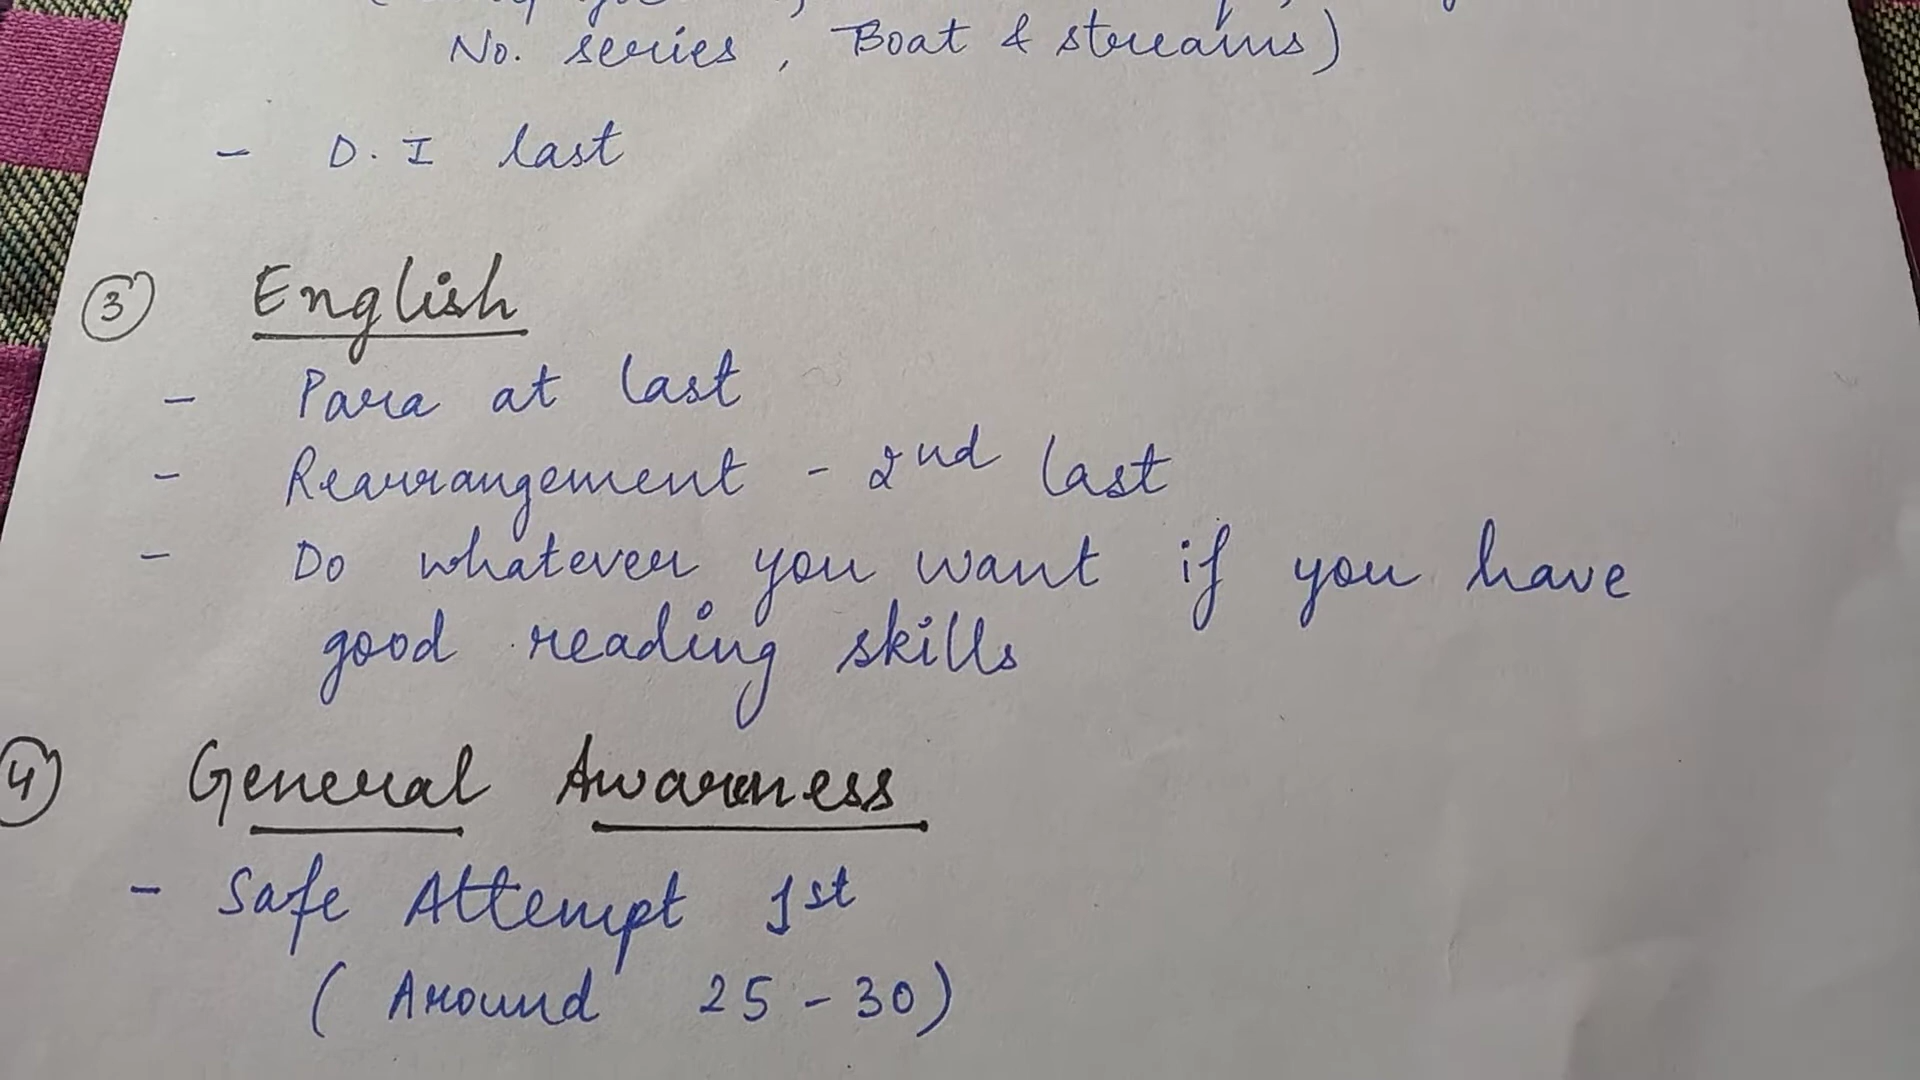 No. series, Boat & streams)
- D.I last
③ English
- Para at last
- Rearrangement - 2nd last
- Do whatever you want if you have
good reading skills
④ General Awareness
- Safe Attempt 1st
(Around 25-30)